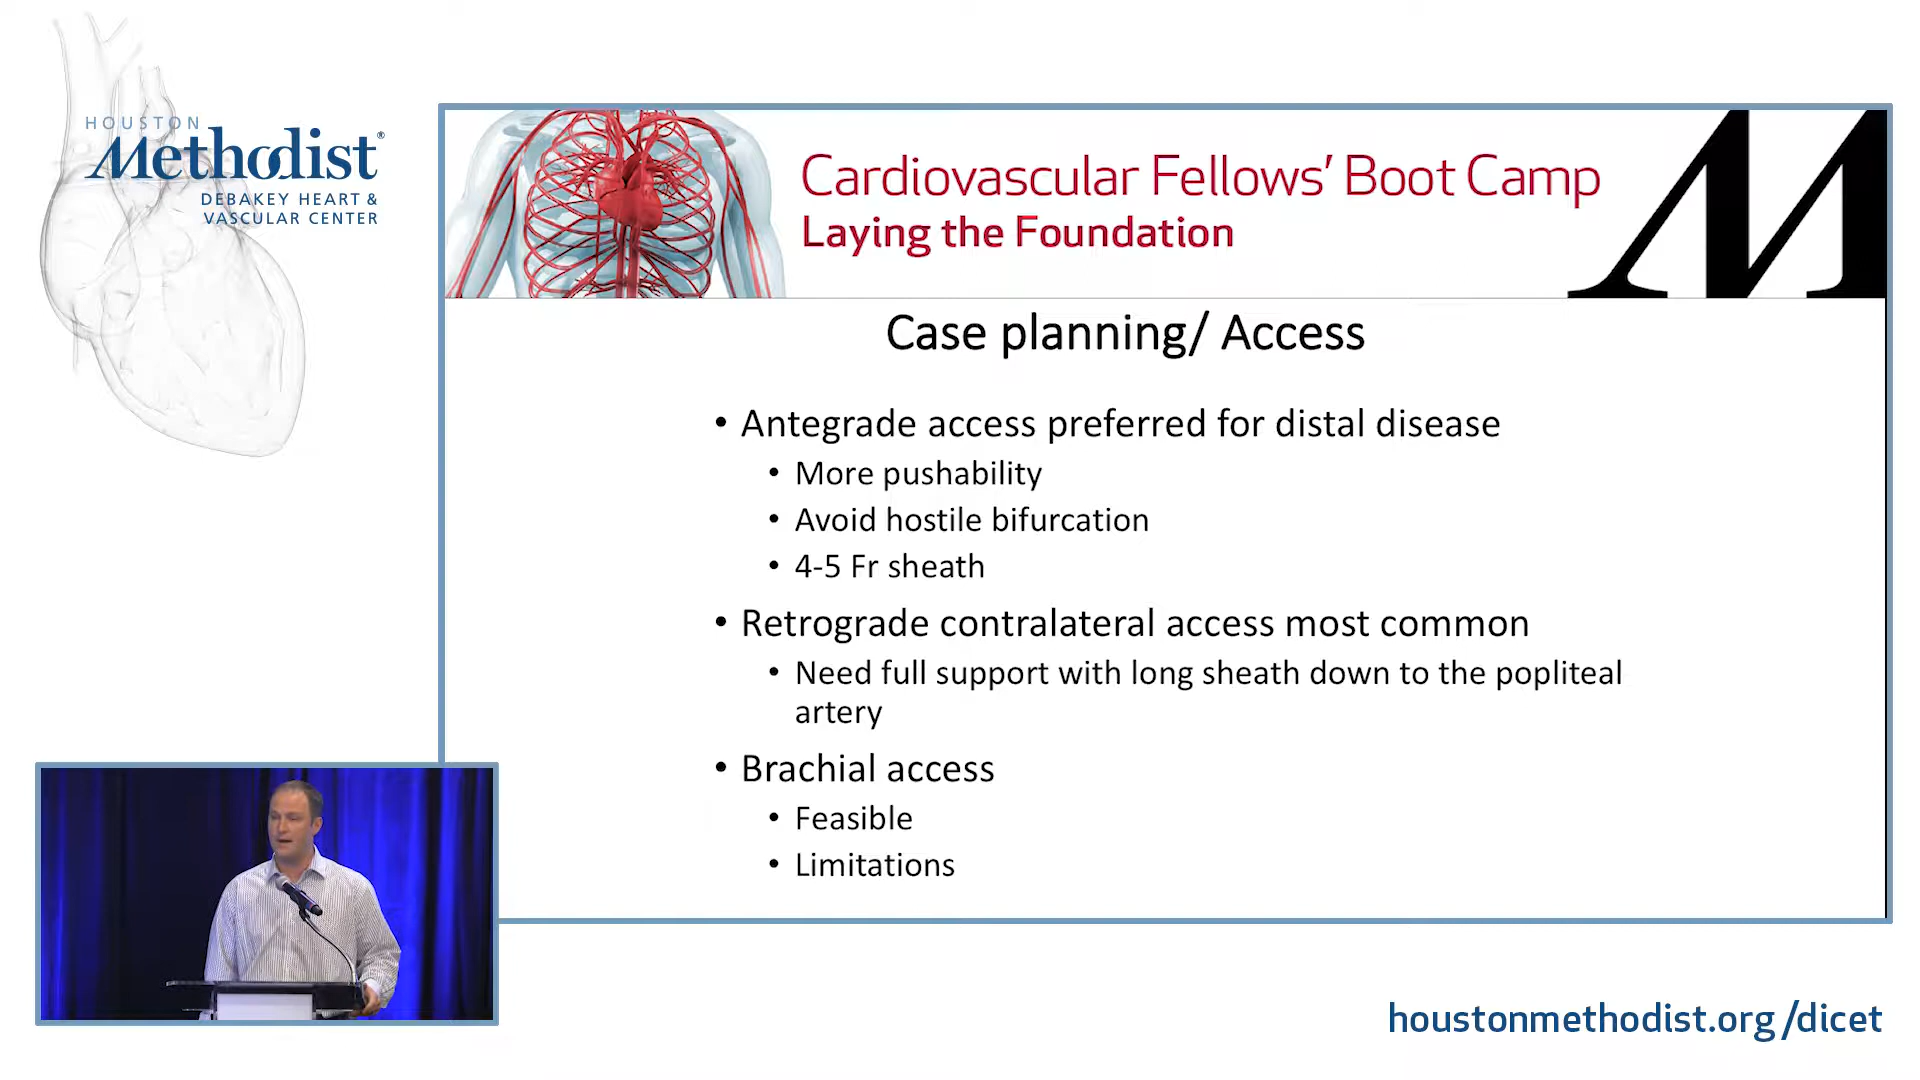 HOUSTON
Methodist®
DEBAKEY HEART &
VASCULAR CENTER
Cardiovascular Fellows' Boot Camp
Laying the Foundation
M
Case planning/ Access
• Antegrade access preferred for distal disease
• More pushability
• Avoid hostile bifurcation
• 4-5 Fr sheath
• Retrograde contralateral access most common
• Need full support with long sheath down to the popliteal
artery
• Brachial access
• Feasible
• Limitations
houstonmethodist.org/dicet